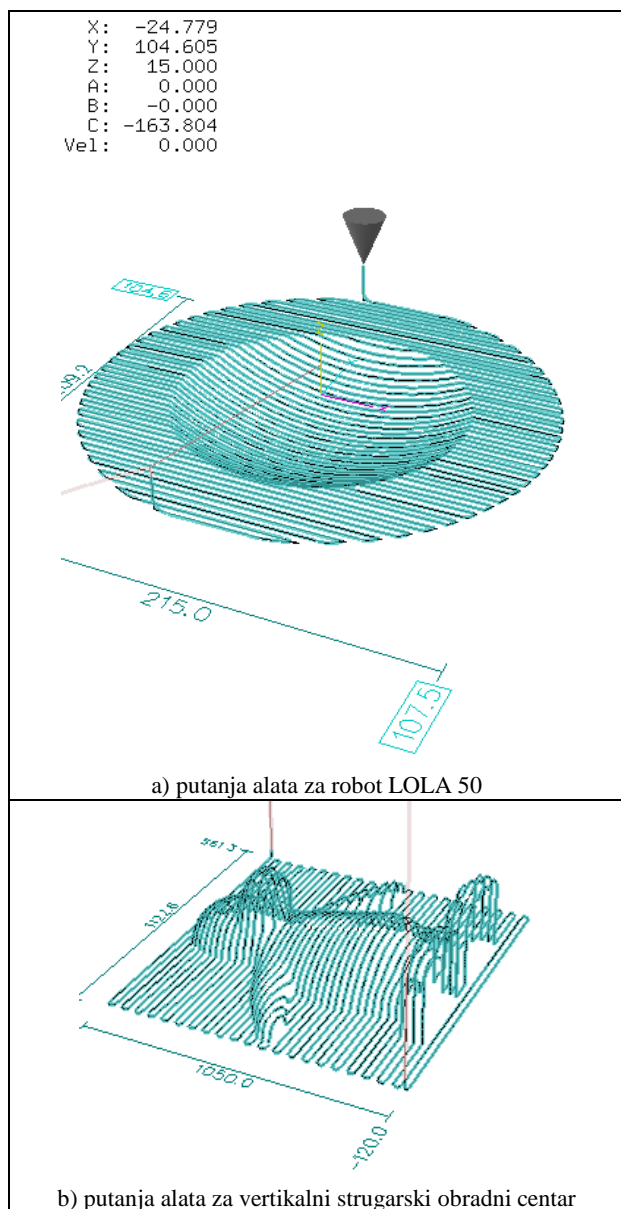 X: -24.779
Y: 104.605
Z: 15.000
A: 0.000
B: -0.000
C: -163.804
Vel: 0.000
104.6
215.0
107.5
a) putanja alata za robot LOLA 50
1050.0
-120.0
b) putanja alata za vertikalni strugarski obradni centar